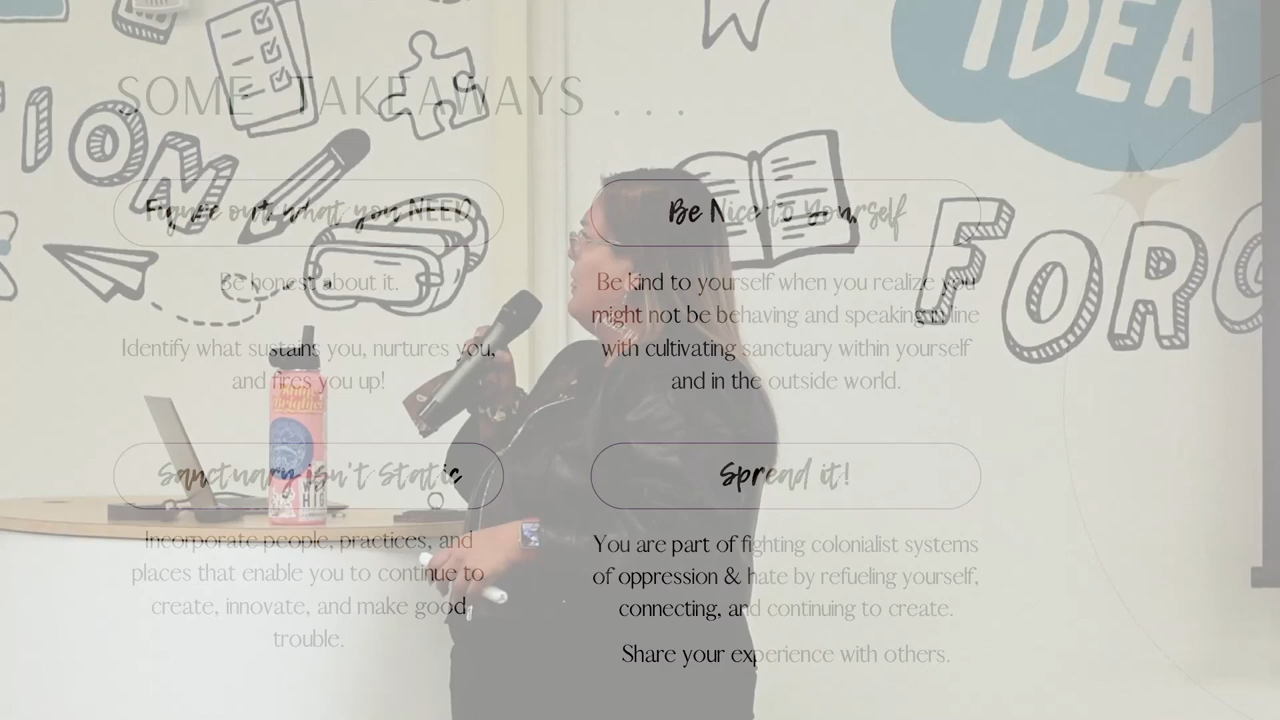 SOME TAKEAWAYS . . .
IDEA
ION
FORG
Figure out what you NEED
Be honest about it.
Identify what sustains you, nurtures you,
and fires you up!
Be Nice to Yourself
Be kind to yourself when you realize you
might not be behaving and speaking inline
with cultivating sanctuary within yourself
and in the outside world.
Sanctuary isn't Static
Incorporate people, practices, and
places that enable you to continue to
create, innovate, and make good
trouble.
Spread it!
You are part of fighting colonialist systems
of oppression & hate by refueling yourself,
connecting, and continuing to create.
Share your experience with others.